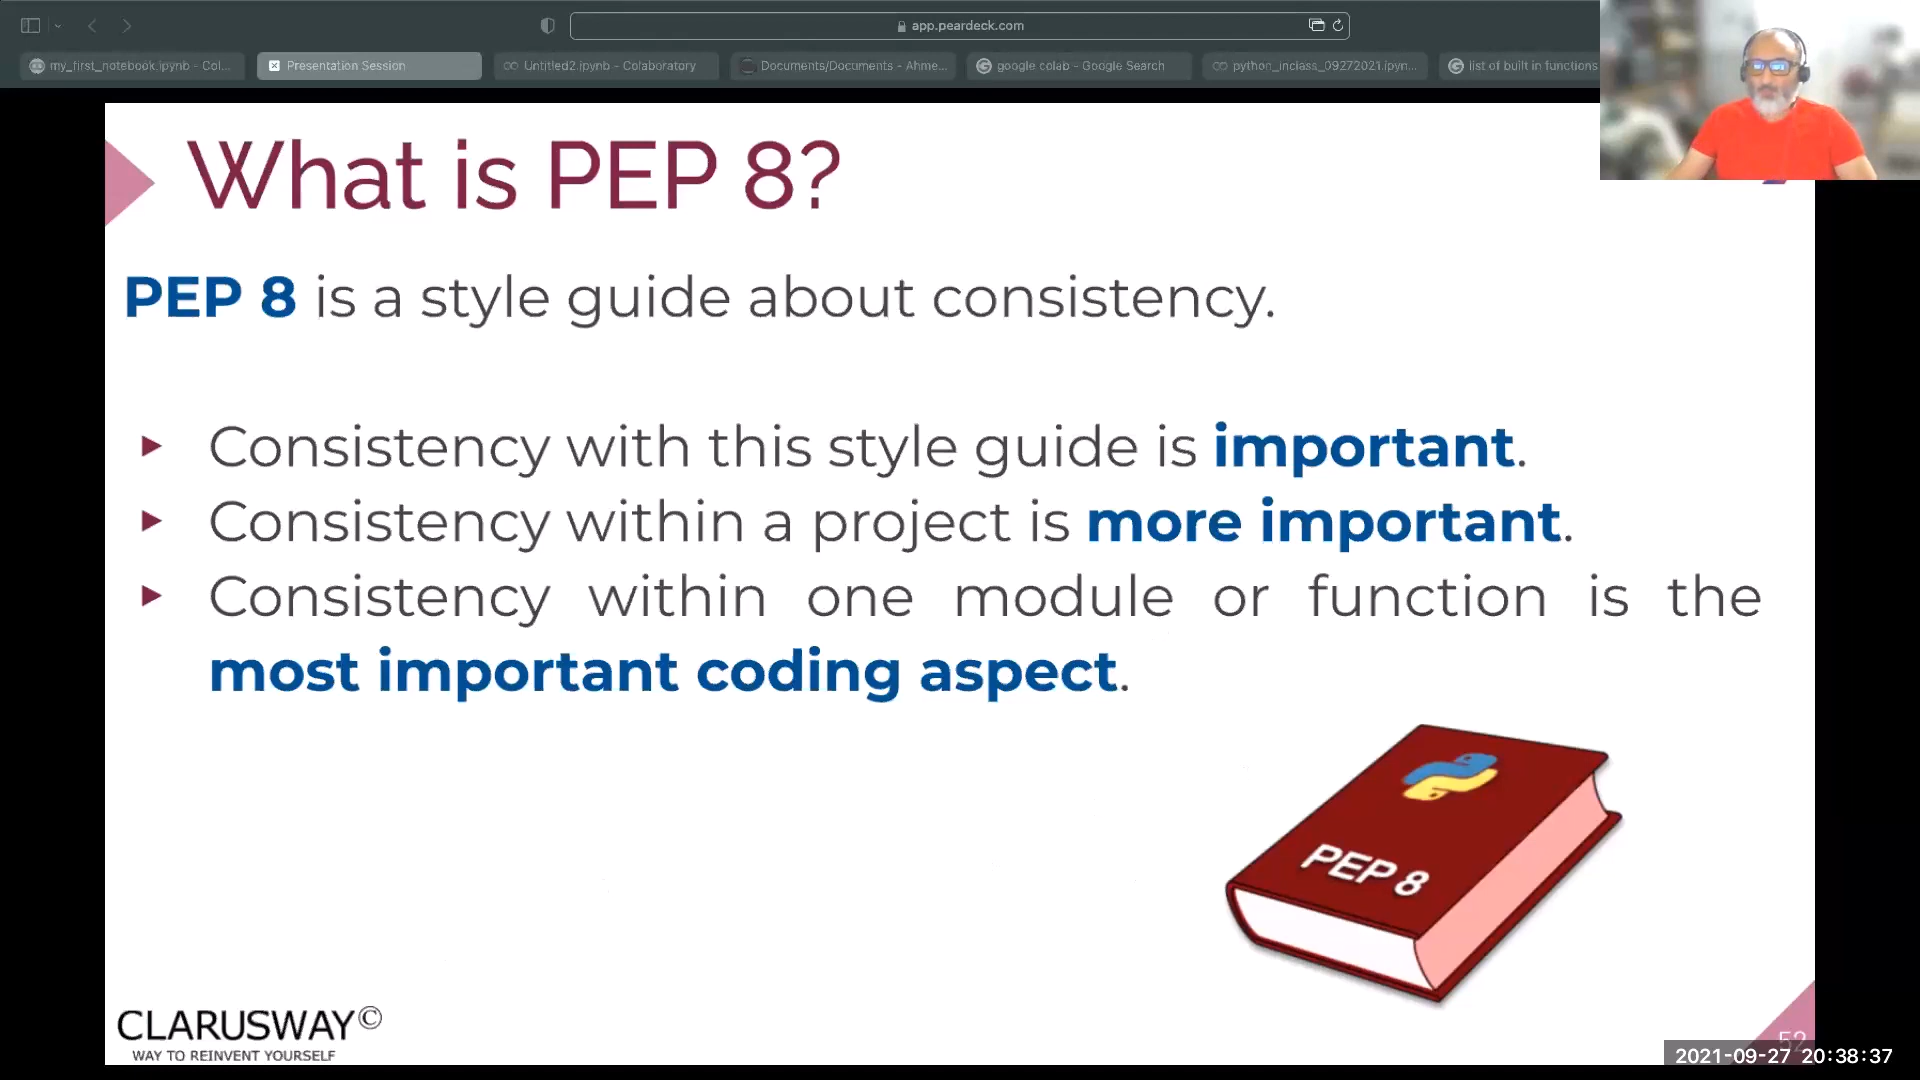 app.peardeck.com
my_first_notebook.ipynb - Col...
Presentation Session
Untitled2.ipynb - Colaboratory
Documents/Documents - Ahme...
google colab - Google Search
python_inclass_09272021.ipyn...
list of built in functions
What is PEP 8?
PEP 8 is a style guide about consistency.
► Consistency with this style guide is important.
► Consistency within a project is more important.
► Consistency within one module or function is the
most important coding aspect.
PEP 8
CLARUSWAY©
WAY TO REINVENT YOURSELF
52
2021-09-27 20:38:37